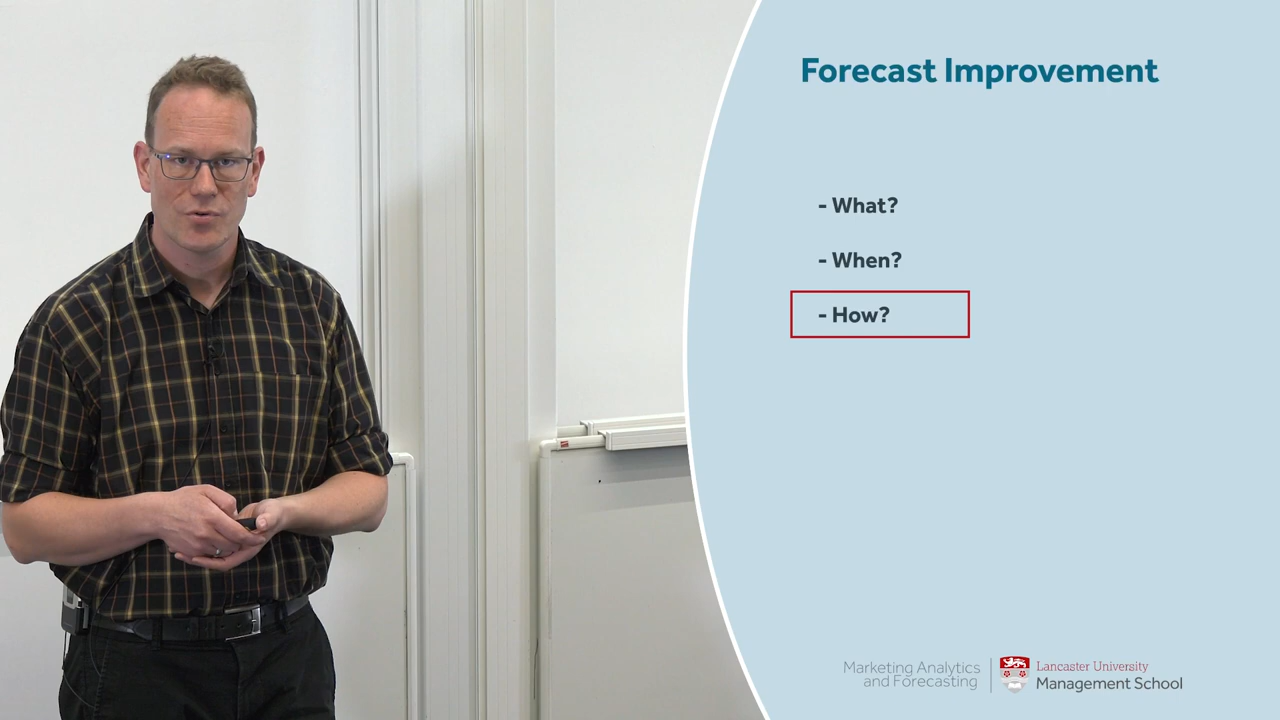 Forecast Improvement
- What?
- When?
- How?
Marketing Analytics
and Forecasting
Lancaster University
Management School